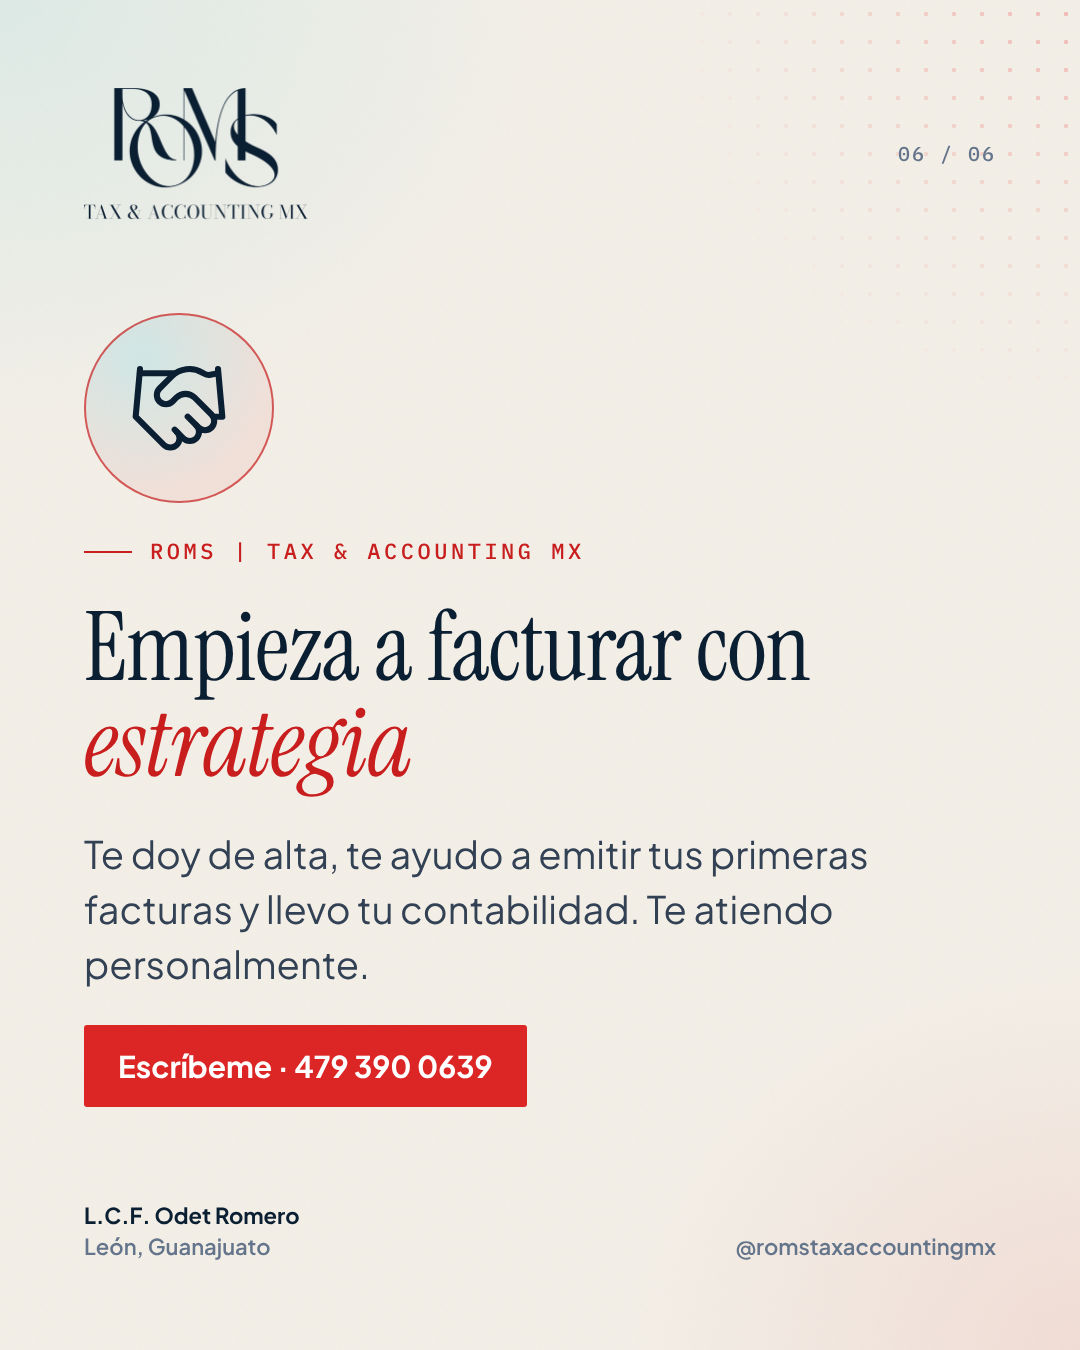 ROMS
TAX & ACCOUNTING MX
06 / 06
ROMS | TAX & ACCOUNTING MX
Empieza a facturar con
estrategia
Te doy de alta, te ayudo a emitir tus primeras
facturas y llevo tu contabilidad. Te atiendo
personalmente.
Escríbeme · 479 390 0639
L.C.F. Odet Romero
León, Guanajuato
@romstaxaccountingmx